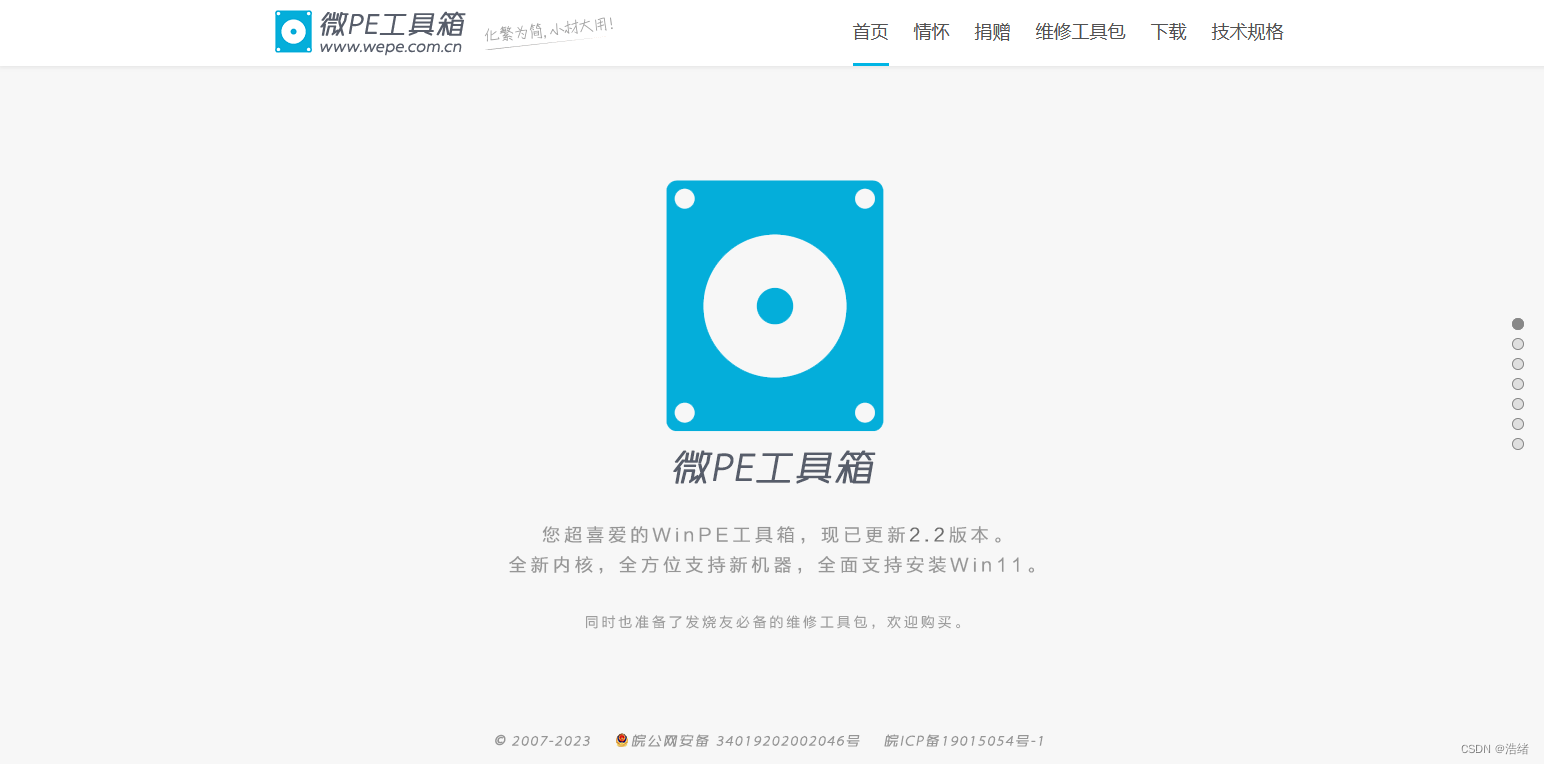 微PE工具箱
www.wepe.com.cn
化繁为简,小材大用!
首页 情怀 捐赠 维修工具包 下载 技术规格
微PE工具箱
您超喜爱的WinPE工具箱，现已更新2.2版本。
全新内核，全方位支持新机器，全面支持安装Win11。
同时也准备了发烧友必备的维修工具包，欢迎购买。
© 2007-2023 皖公网安备 34019202002046号 皖ICP备19015054号-1
CSDN @浩绪